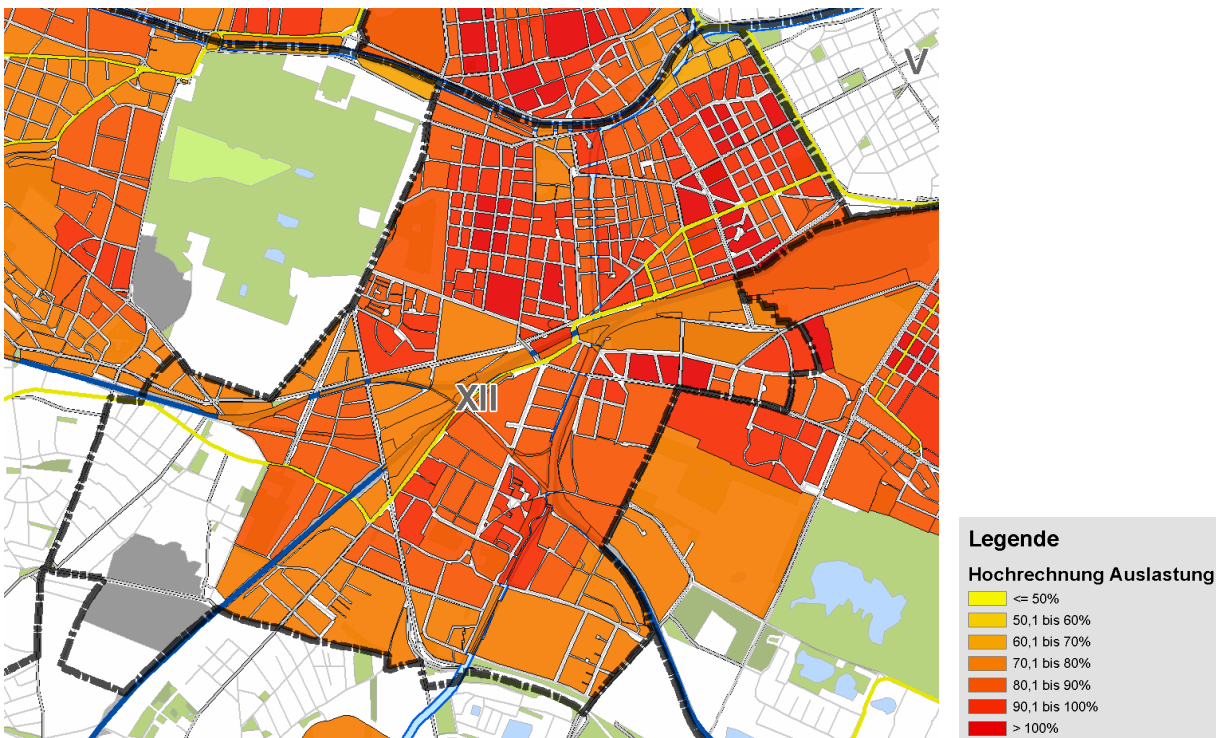 V
XII
Legende
Hochrechnung Auslastung
<= 50%
50,1 bis 60%
60,1 bis 70%
70,1 bis 80%
80,1 bis 90%
90,1 bis 100%
> 100%